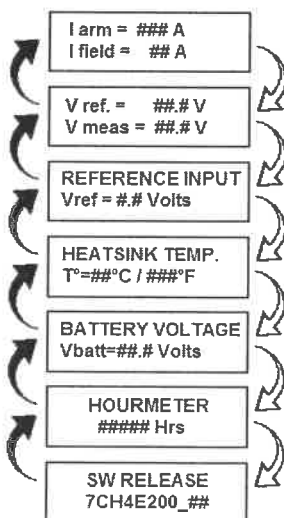 I arm = ### A
I field = ## A
V ref. = ##.# V
V meas = ##.# V
REFERENCE INPUT
Vref = #.# Volts
HEATSINK TEMP.
T°=##°C / ###°F
BATTERY VOLTAGE
Vbatt=##.# Volts
HOURMETER
##### Hrs
SW RELEASE
7CH4E200_##